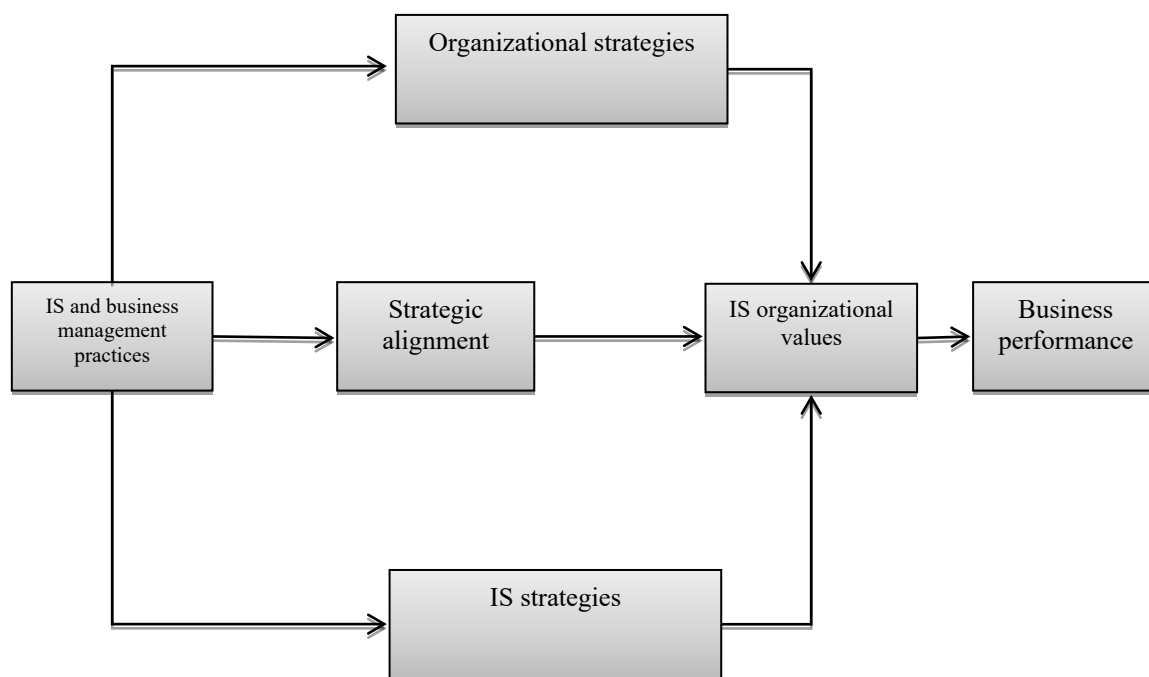 Organizational strategies
IS and business
management
practices
Strategic
alignment
IS organizational
values
Business
performance
IS strategies